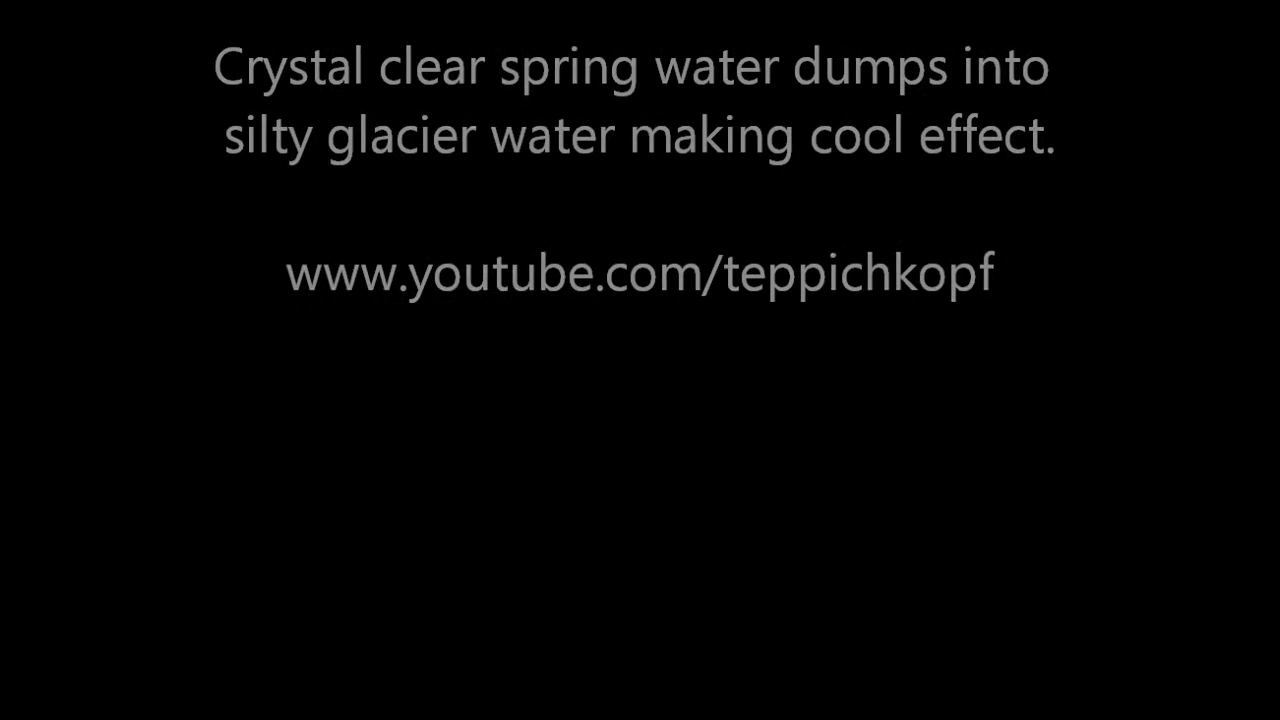 Crystal clear spring water dumps into
silty glacier water making cool effect.
www.youtube.com/teppichkopf